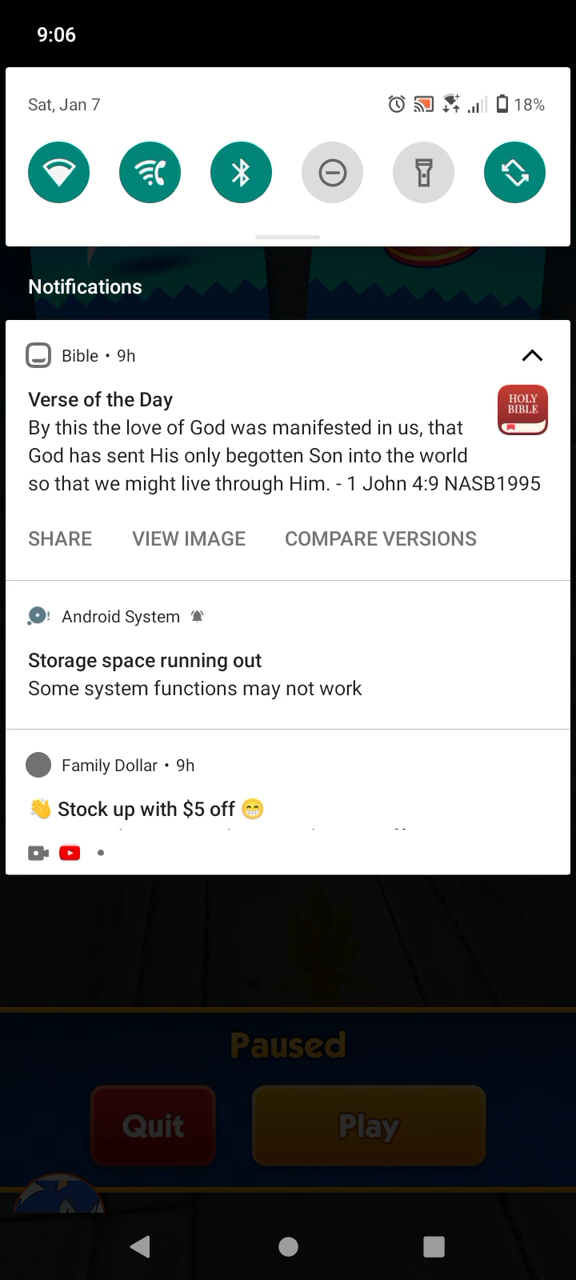 9:06
Sat, Jan 7
18%
Notifications
Bible • 9h
Verse of the Day
HOLY
BIBLE
By this the love of God was manifested in us, that
God has sent His only begotten Son into the world
so that we might live through Him. - 1 John 4:9 NASB1995
SHARE VIEW IMAGE COMPARE VERSIONS
Android System
Storage space running out
Some system functions may not work
Family Dollar • 9h
👋 Stock up with $5 off 😁
Paused
Quit Play